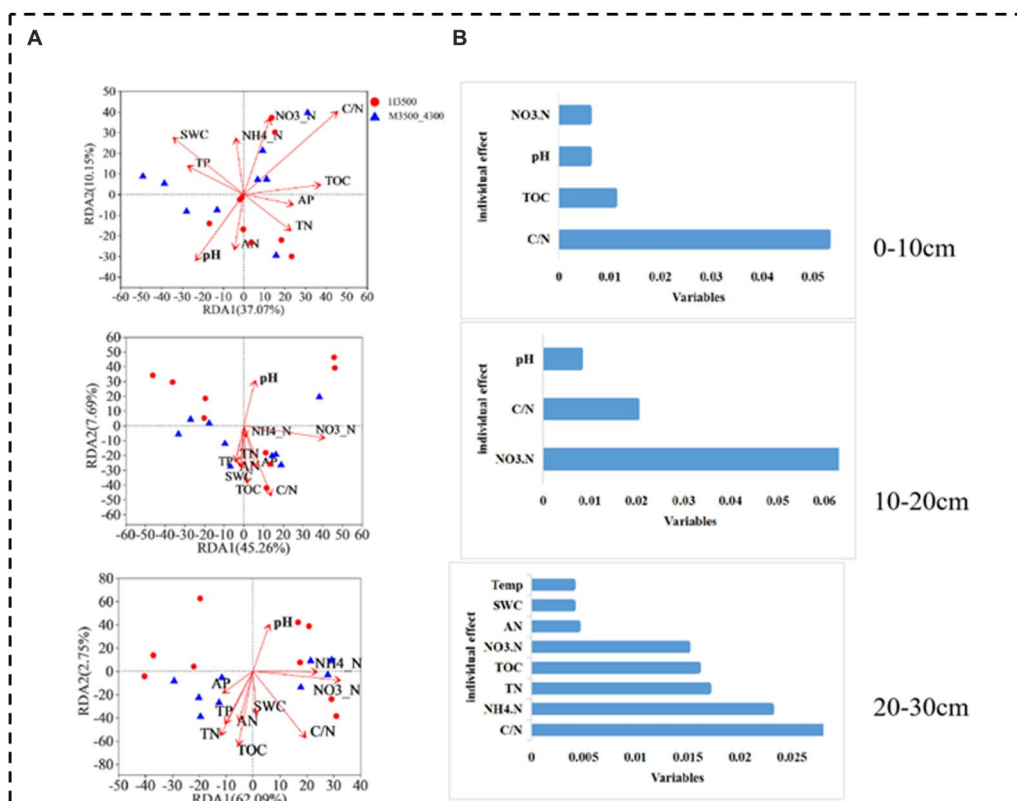 A
B
50
40
30
20
10
0
-10
-20
-30
-40
-60 -50 -40 -30 -20 -10 0 10 20 30 40 50 60
RDA1(37.07%)
RDA2(10.15%)
NO3_N
C/N
SWC
NH4_N
TP
TOC
AP
TN
AN
pH
M3500_4300
individual effect
NO3.N
pH
TOC
C/N
0 0.01 0.02 0.03 0.04 0.05
Variables
0-10cm
60
50
40
30
20
10
0
-10
-20
-30
-40
-50
-60
-60 -50 -40 -30 -20 -10 0 10 20 30 40 50 60
RDA1(45.26%)
RDA2(7.69%)
pH
NH4_N
NO3_N
TN
TP
AN
AP
SWC
TOC
C/N
individual effect
pH
C/N
NO3.N
0 0.01 0.02 0.03 0.04 0.05 0.06
Variables
10-20cm
80
60
40
20
0
-20
-40
-60
-80
-50 -40 -30 -20 -10 0 10 20 30 40
RDA1(62.09%)
RDA2(2.75%)
pH
NH4_N
NO3_N
AP
SWC
TP
AN
TN
C/N
TOC
individual effect
Temp
SWC
AN
NO3.N
TOC
TN
NH4.N
C/N
0 0.005 0.01 0.015 0.02 0.025
Variables
20-30cm